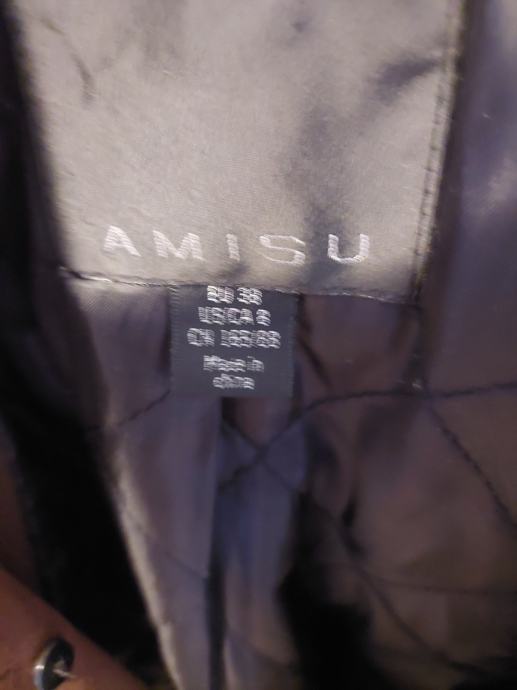 AMISU
EU 38
US/CA 8
CN 165/88
Made in
china